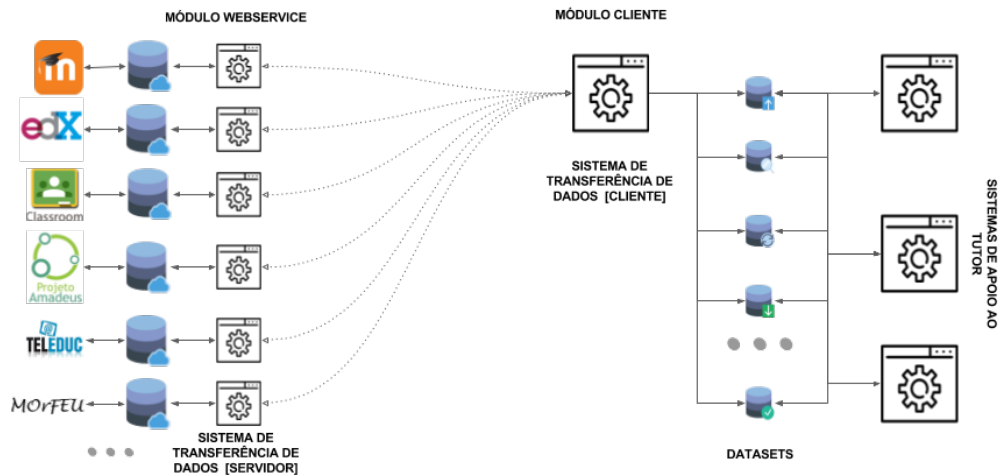 MÓDULO WEBSERVICE
MÓDULO CLIENTE
m
edX
Classroom
Projeto
Amadeus
TELEDUC
MOrFEU
SISTEMA DE
TRANSFERÊNCIA DE
DADOS [SERVIDOR]
SISTEMA DE
TRANSFERÊNCIA DE
DADOS [CLIENTE]
DATASETS
SISTEMAS DE APOIO AO
TUTOR